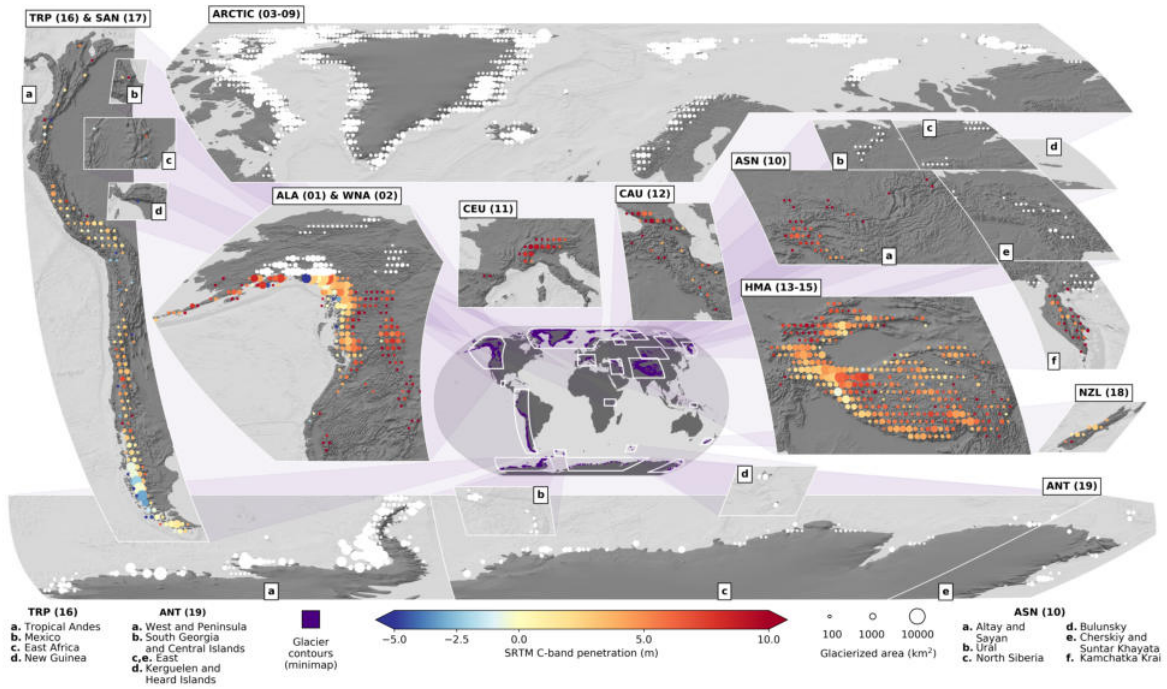 TRP (16) & SAN (17)
ARCTIC (03-09)
a
b
c
d
ALA (01) & WNA (02)
CEU (11)
CAU (12)
ASN (10)
b
c
d
a
e
f
HMA (13-15)
NZL (18)
ANT (19)
b
d
a
c
e
TRP (16)
a. Tropical Andes
b. Mexico
c. East Africa
d. New Guinea
ANT (19)
a. West and Peninsula
b. South Georgia
and Central Islands
c,e. East
d. Kerguelen and
Heard Islands
Glacier
contours
(minimap)
−5.0 −2.5 0.0 5.0 10.0
SRTM C-band penetration (m)
100 1000 10000
Glacierized area (km²)
ASN (10)
a. Altay and
Sayan
b. Ural
c. North Siberia
d. Bulunsky
e. Cherskiy and
Suntar Khayata
f. Kamchatka Krai